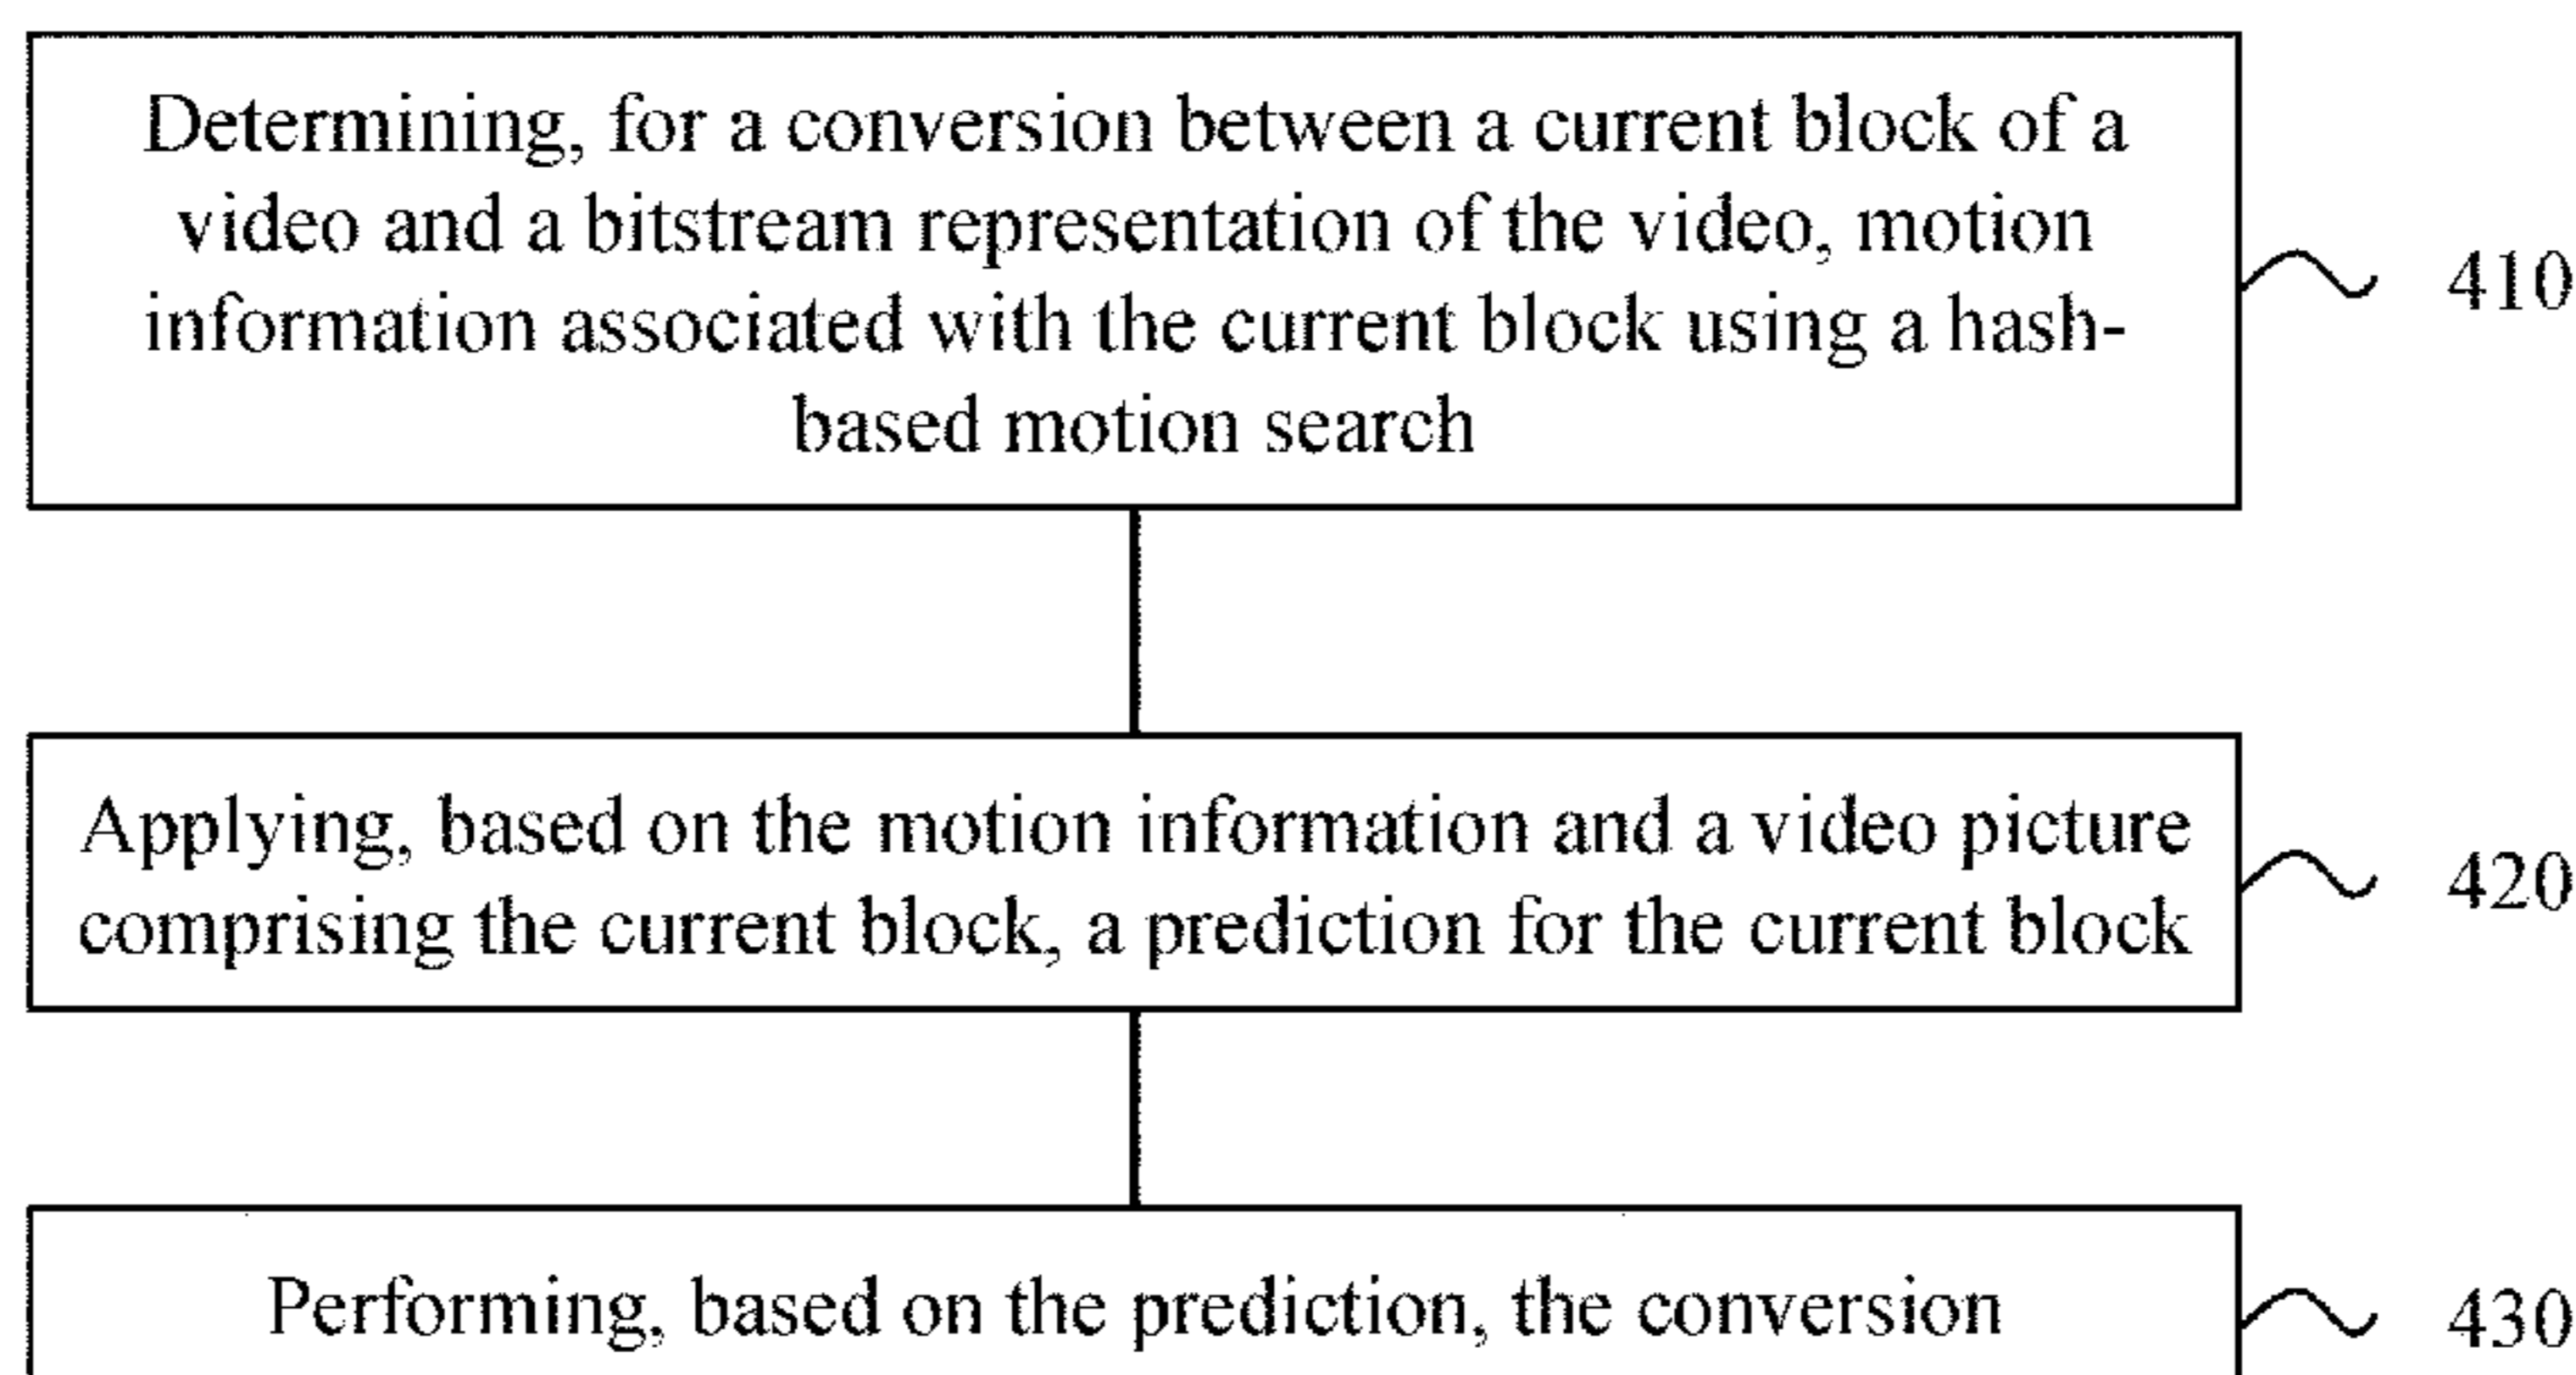 Determining, for a conversion between a current block of a
video and a bitstream representation of the video, motion
information associated with the current block using a hash-
based motion search
410
Applying, based on the motion information and a video picture
comprising the current block, a prediction for the current block
420
Performing, based on the prediction, the conversion
430